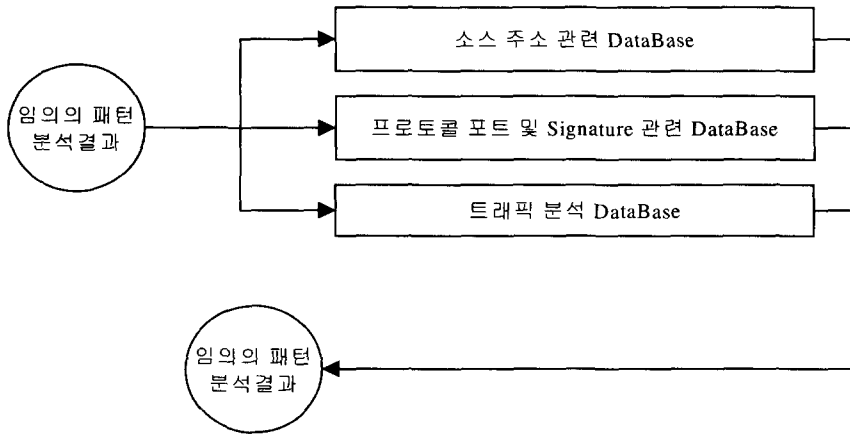 소스 주소 관련 DataBase
임의의 패턴
분석결과
프로토콜 포트 및 Signature 관련 DataBase
트래픽 분석 DataBase
임의의 패턴
분석결과